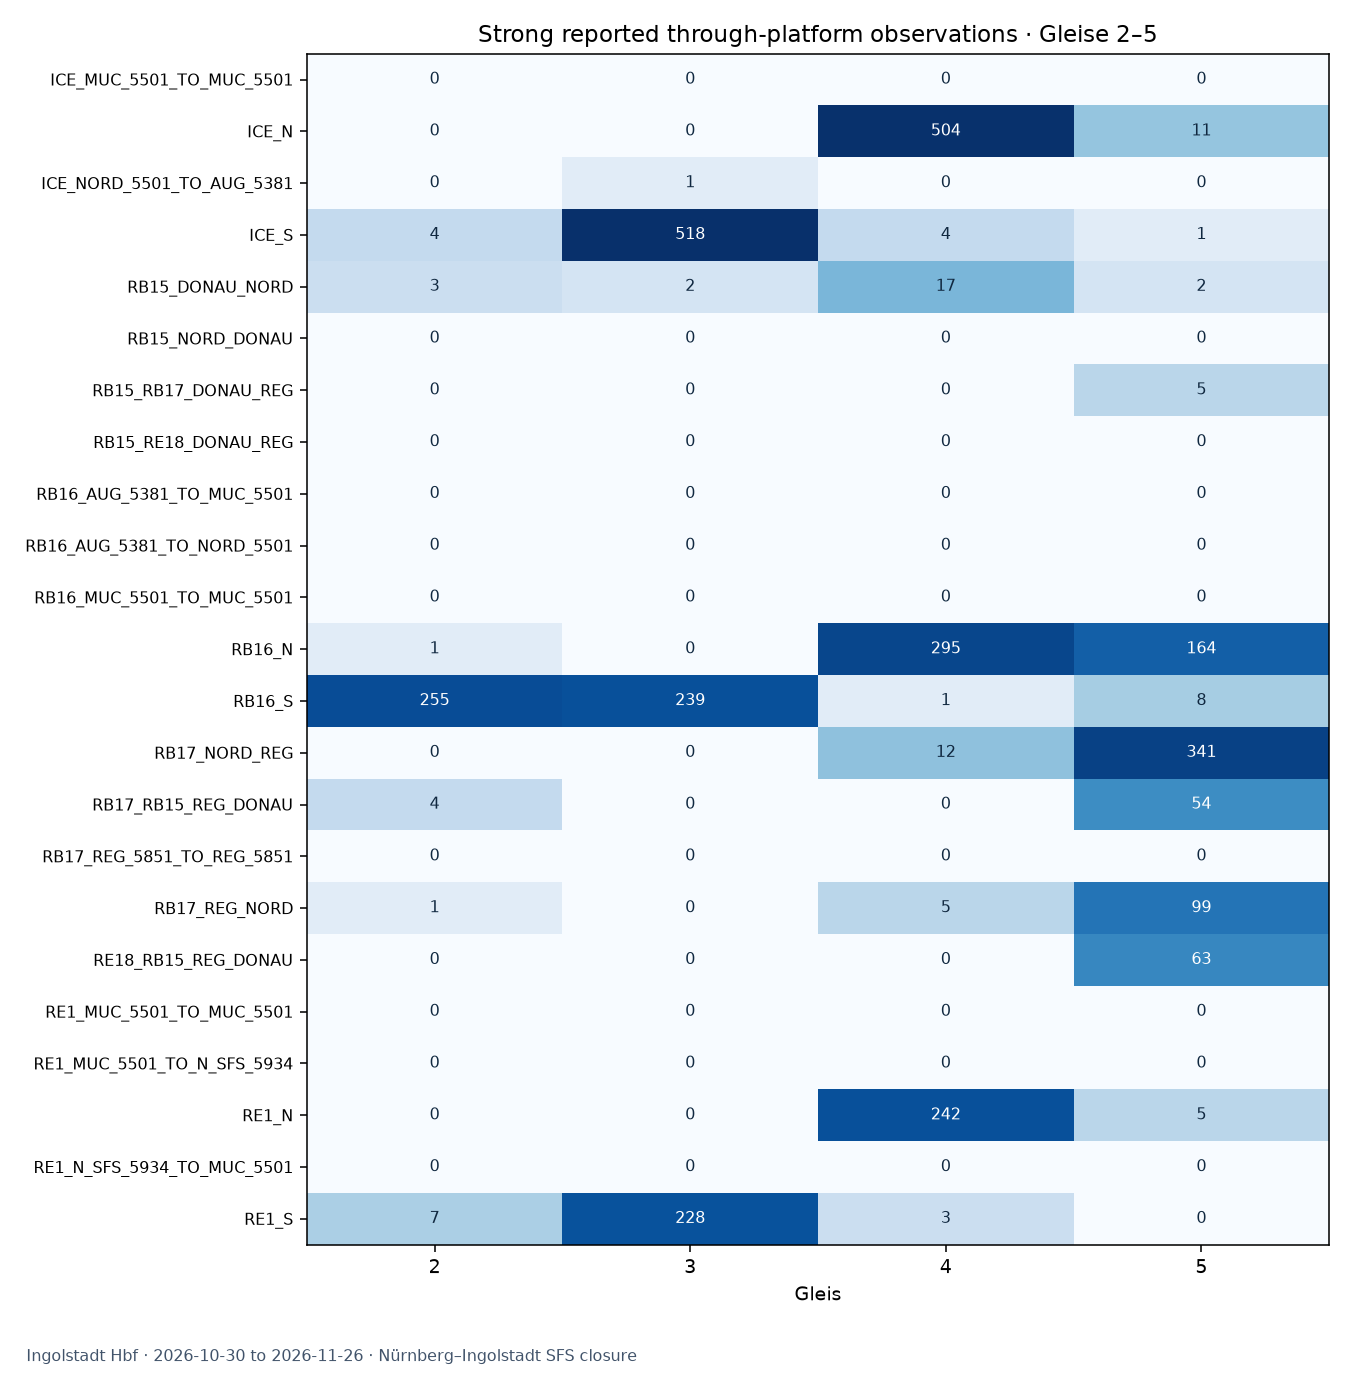 Strong reported through-platform observations · Gleise 2–5
ICE_MUC_5501_TO_MUC_5501 0 0 0 0
ICE_N 0 0 504 11
ICE_NORD_5501_TO_AUG_5381 0 1 0 0
ICE_S 4 518 4 1
RB15_DONAU_NORD 3 2 17 2
RB15_NORD_DONAU 0 0 0 0
RB15_RB17_DONAU_REG 0 0 0 5
RB15_RE18_DONAU_REG 0 0 0 0
RB16_AUG_5381_TO_MUC_5501 0 0 0 0
RB16_AUG_5381_TO_NORD_5501 0 0 0 0
RB16_MUC_5501_TO_MUC_5501 0 0 0 0
RB16_N 1 0 295 164
RB16_S 255 239 1 8
RB17_NORD_REG 0 0 12 341
RB17_RB15_REG_DONAU 4 0 0 54
RB17_REG_5851_TO_REG_5851 0 0 0 0
RB17_REG_NORD 1 0 5 99
RE18_RB15_REG_DONAU 0 0 0 63
RE1_MUC_5501_TO_MUC_5501 0 0 0 0
RE1_MUC_5501_TO_N_SFS_5934 0 0 0 0
RE1_N 0 0 242 5
RE1_N_SFS_5934_TO_MUC_5501 0 0 0 0
RE1_S 7 228 3 0
2 3 4 5
Gleis
Ingolstadt Hbf · 2026-10-30 to 2026-11-26 · Nürnberg–Ingolstadt SFS closure